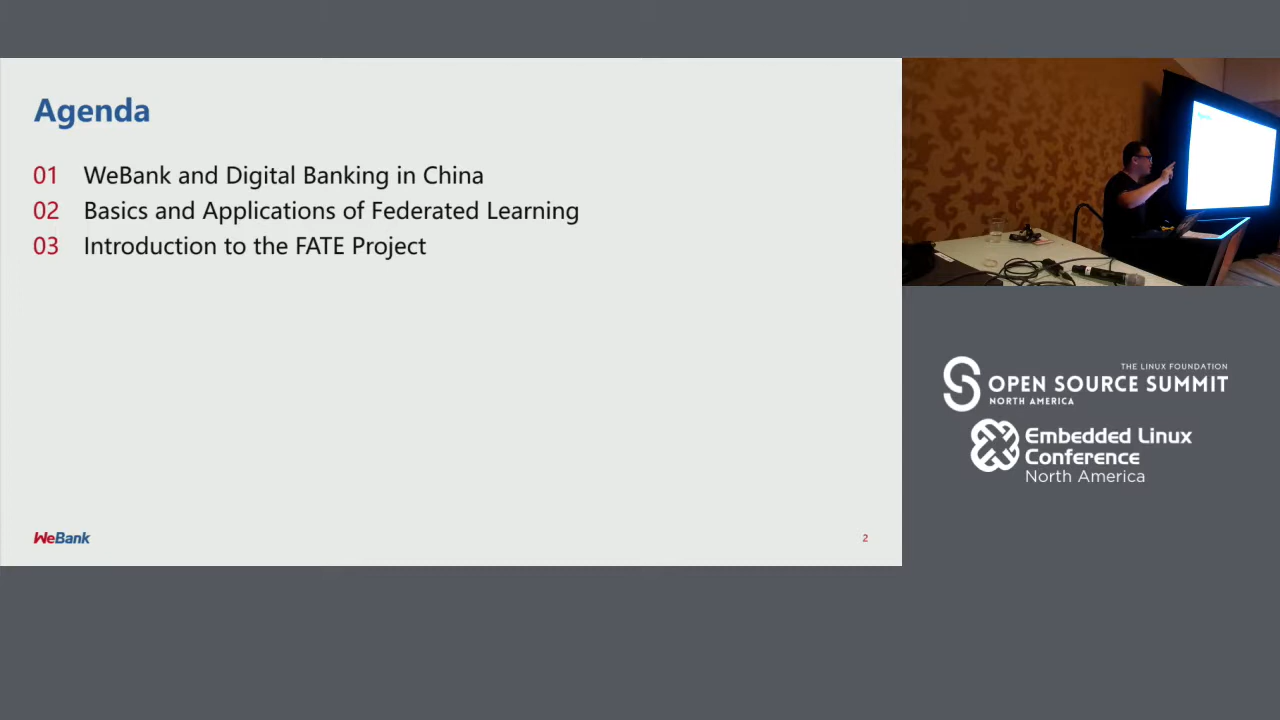 Agenda
01 WeBank and Digital Banking in China
02 Basics and Applications of Federated Learning
03 Introduction to the FATE Project
WeBank
2
THE LINUX FOUNDATION
OPEN SOURCE SUMMIT
NORTH AMERICA
Embedded Linux
Conference
North America